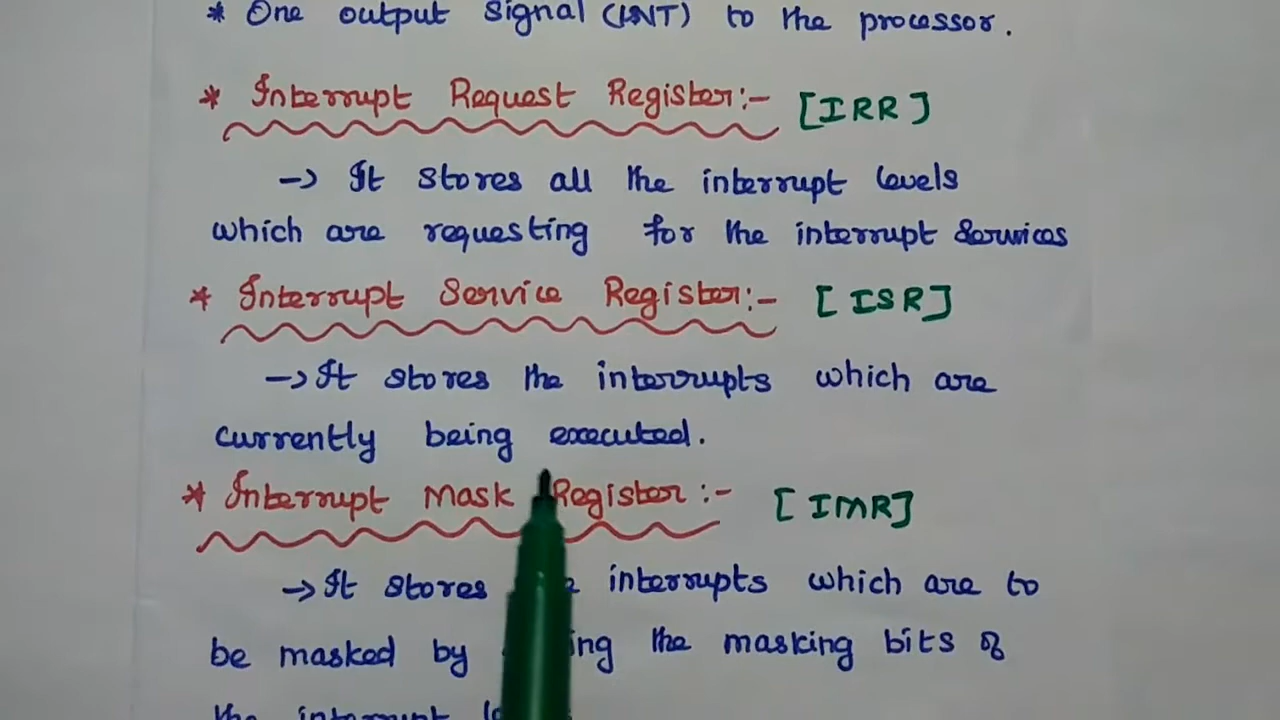 * One output signal (INT) to the processor.
* Interrupt Request Register:- [IRR]
-> It stores all the interrupt levels
which are requesting for the interrupt services
* Interrupt Service Register:- [ISR]
-> It stores the interrupts which are
currently being executed.
* Interrupt Mask Register:- [IMR]
-> It stores interrupts which are to
be masked by the masking bits of
the interrupt